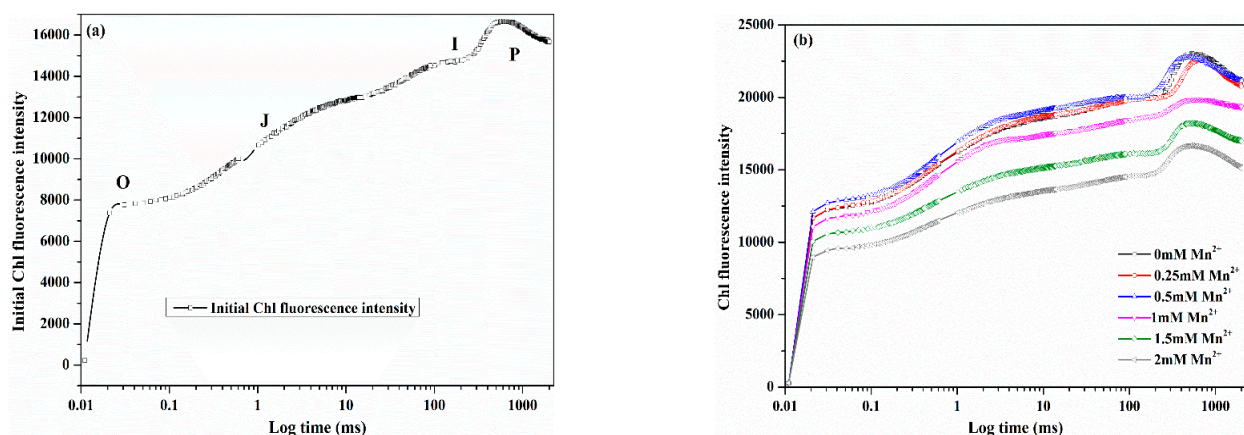 (a)
16000
14000
12000
10000
8000
6000
4000
2000
0
Initial Chl fluorescence intensity
O
J
I
P
Initial Chl fluorescence intensity
0.01 0.1 1 10 100 1000
Log time (ms)
(b)
25000
20000
15000
10000
5000
0
Chl fluorescence intensity
0mM Mn²⁺
0.25mM Mn²⁺
0.5mM Mn²⁺
1mM Mn²⁺
1.5mM Mn²⁺
2mM Mn²⁺
0.01 0.1 1 10 100 1000
Log time (ms)